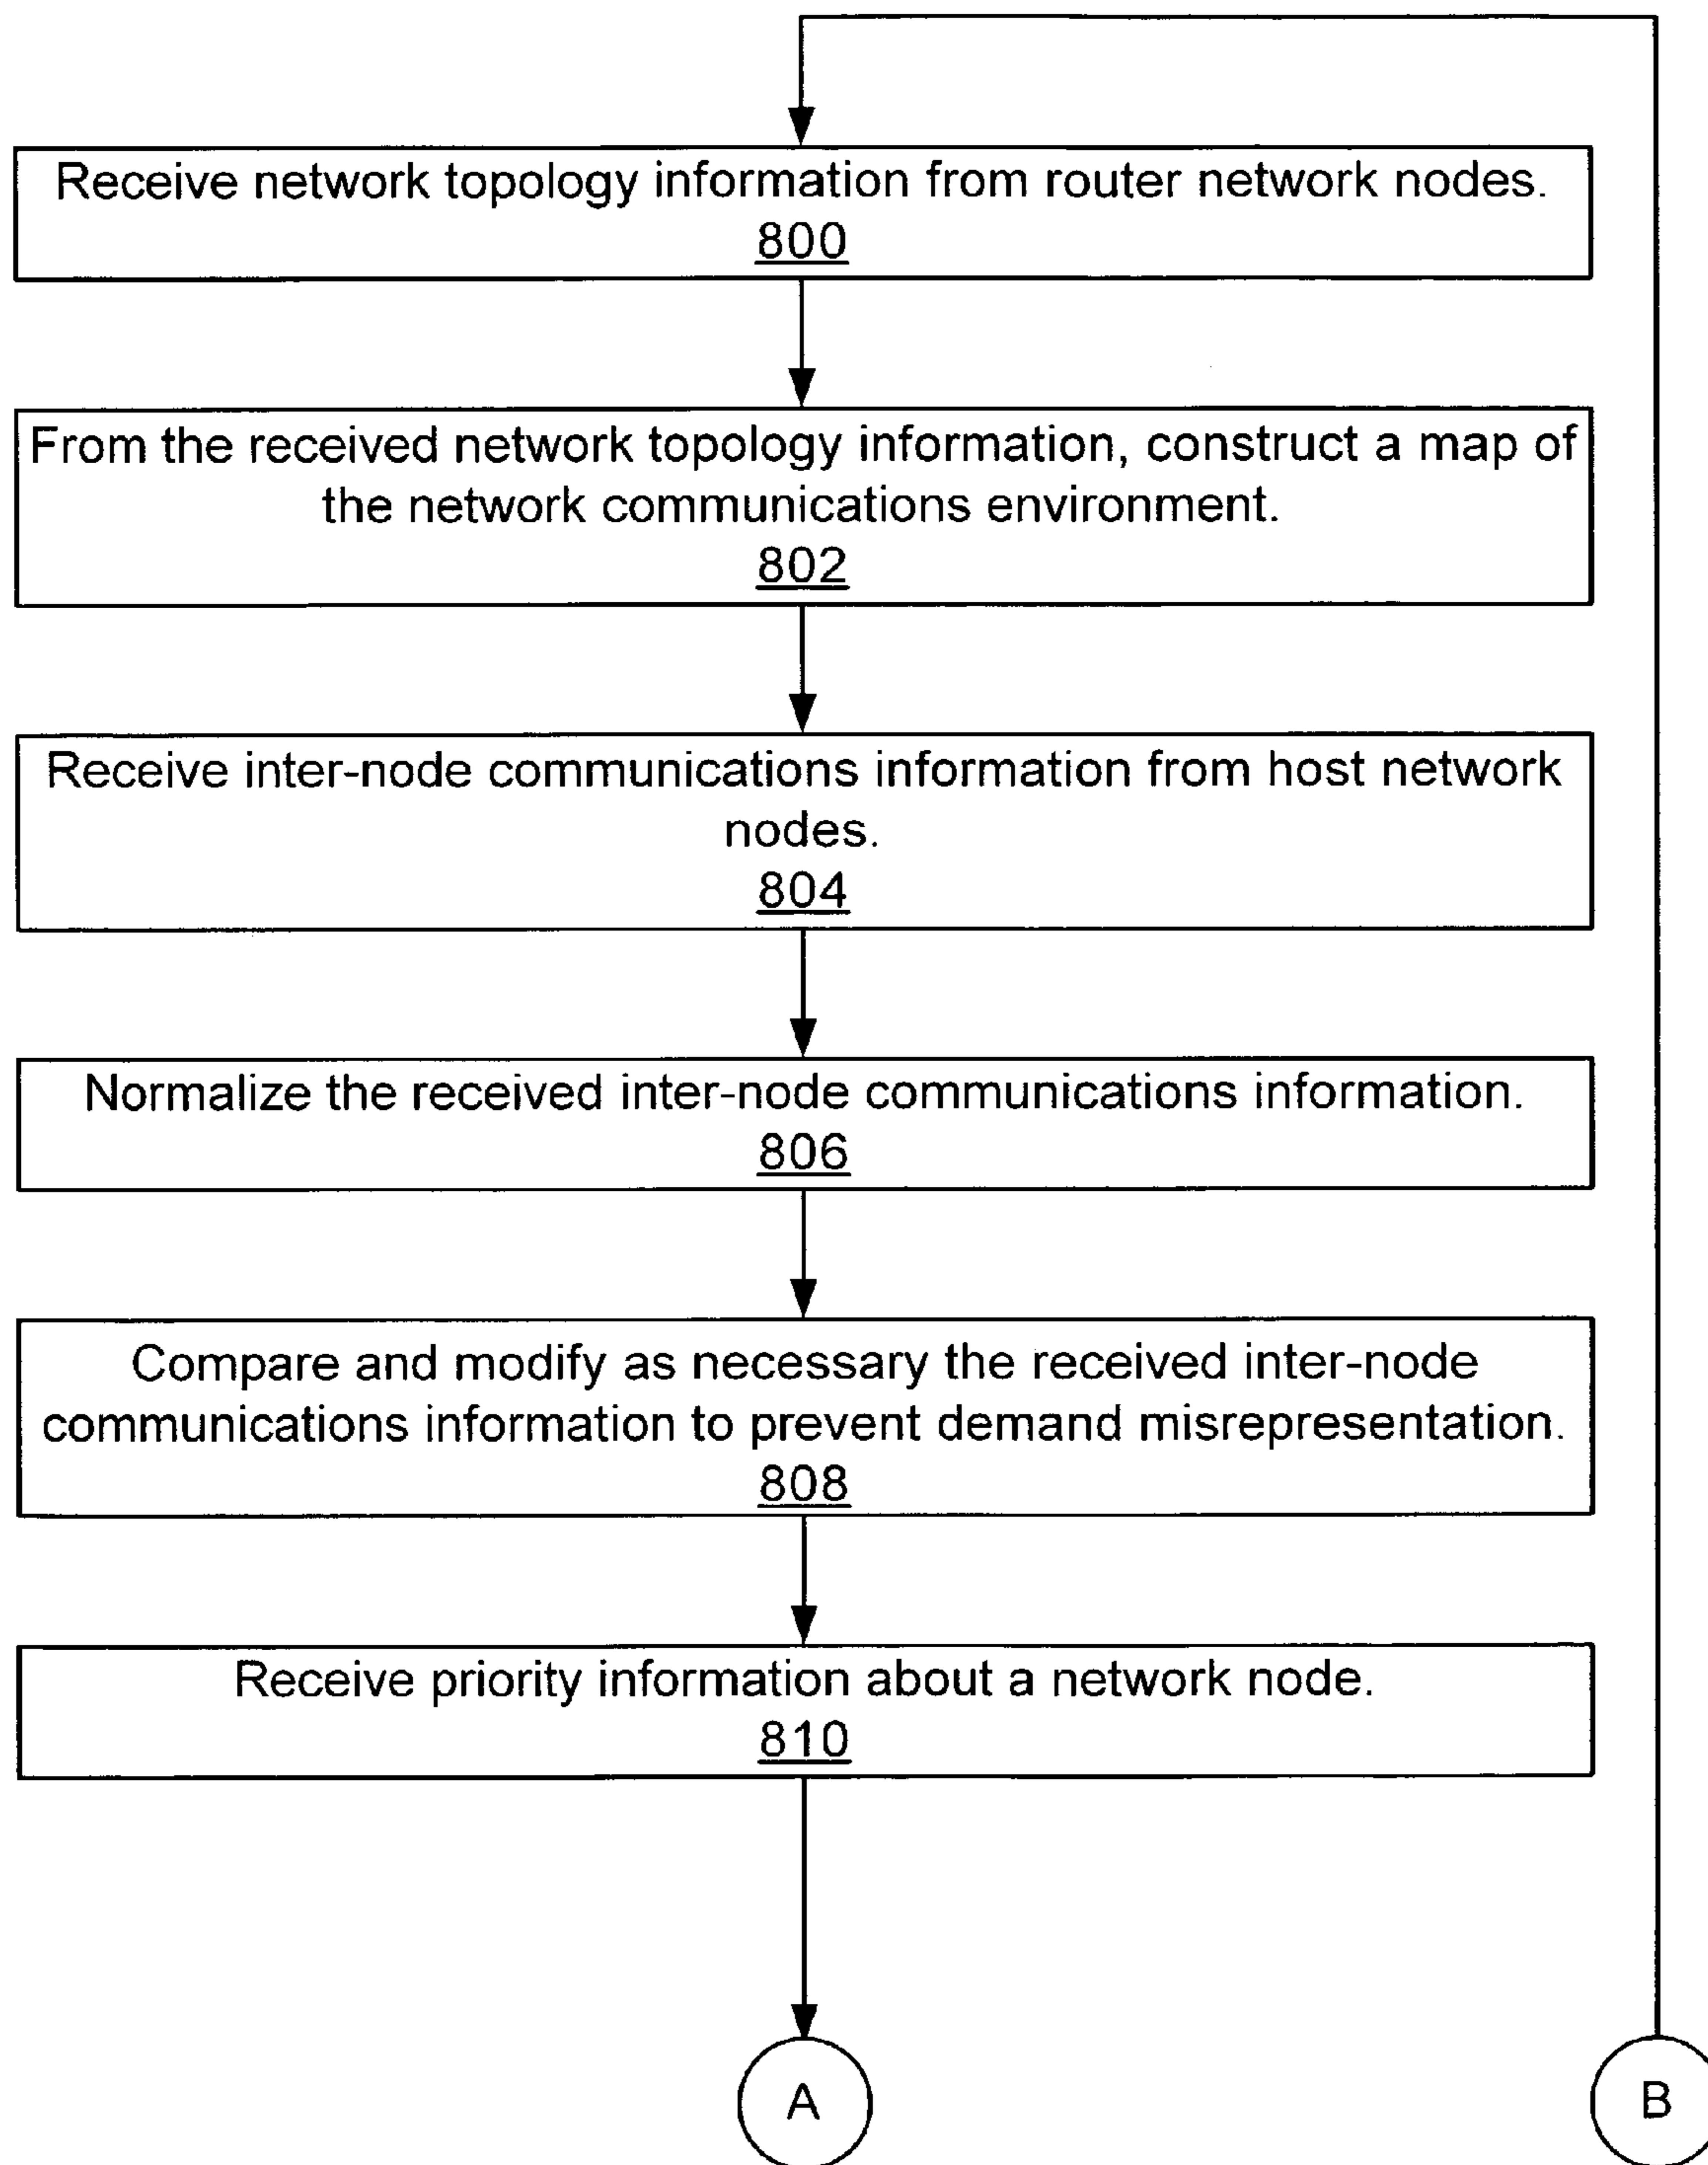 Receive network topology information from router network nodes.
800
From the received network topology information, construct a map of
the network communications environment.
802
Receive inter-node communications information from host network
nodes.
804
Normalize the received inter-node communications information.
806
Compare and modify as necessary the received inter-node
communications information to prevent demand misrepresentation.
808
Receive priority information about a network node.
810
A
B